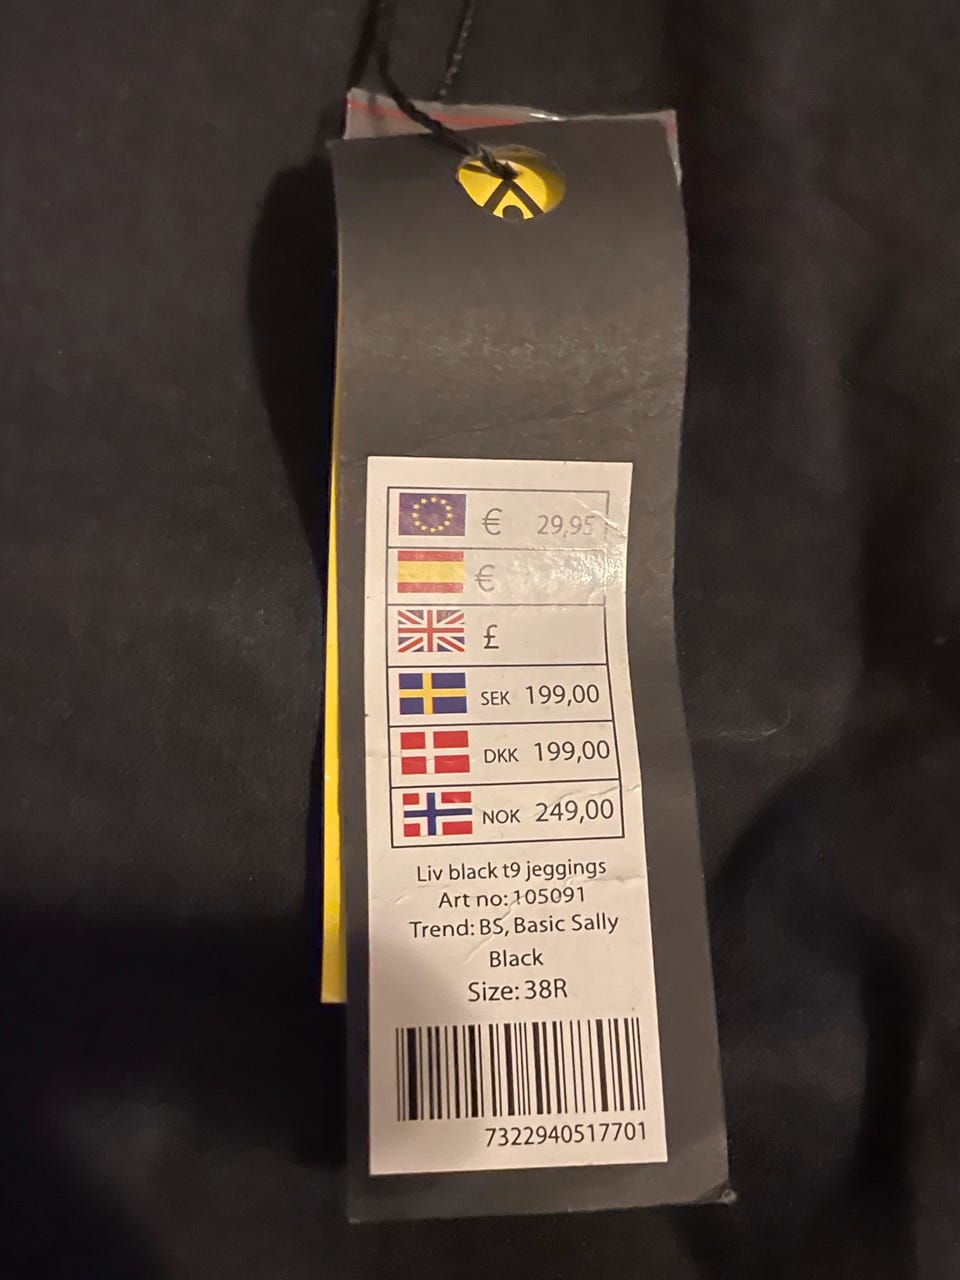 € 29,95
€
£
SEK 199,00
DKK 199,00
NOK 249,00
Liv black t9 jeggings
Art no: 105091
Trend: BS, Basic Sally
Black
Size: 38R
7322940517701